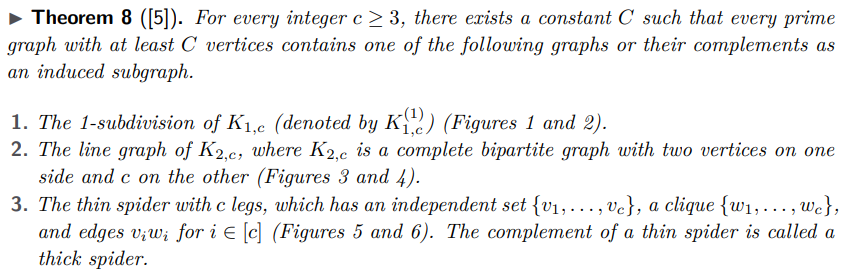 ▶ Theorem 8 ([5]). For every integer c ≥ 3, there exists a constant C such that every prime
graph with at least C vertices contains one of the following graphs or their complements as
an induced subgraph.
1. The 1-subdivision of K_{1,c} (denoted by K_{1,c}^{(1)}) (Figures 1 and 2).
2. The line graph of K_{2,c}, where K_{2,c} is a complete bipartite graph with two vertices on one
side and c on the other (Figures 3 and 4).
3. The thin spider with c legs, which has an independent set {v_1, . . . , v_c}, a clique {w_1, . . . , w_c},
and edges v_iw_i for i ∈ [c] (Figures 5 and 6). The complement of a thin spider is called a
thick spider.